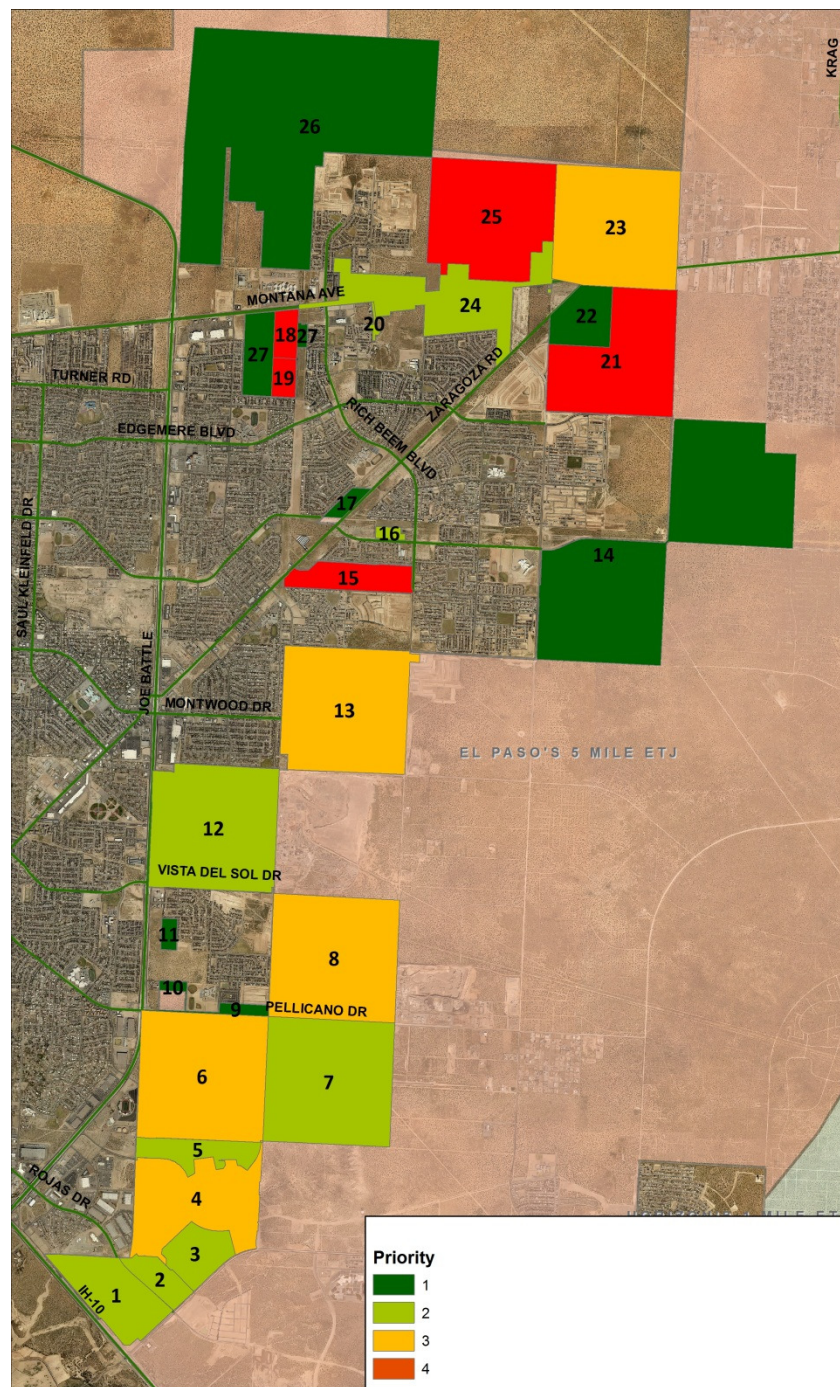 KRAG
26
25
23
MONTANA AVE
24
20
22
18
27
27
21
TURNER RD
19
ZARAGOZA RD
EDGEMERE BLVD
RICH BEEM BLVD
17
SAUL KLEINFELD DR
16
14
15
JOE BATTLE
MONTWOOD DR
13
EL PASO'S 5 MILE ETJ
12
VISTA DEL SOL DR
11
8
10
9
PELLICANO DR
6
7
5
ROJAS DR
4
3
2
1
IH-10
Priority
1
2
3
4